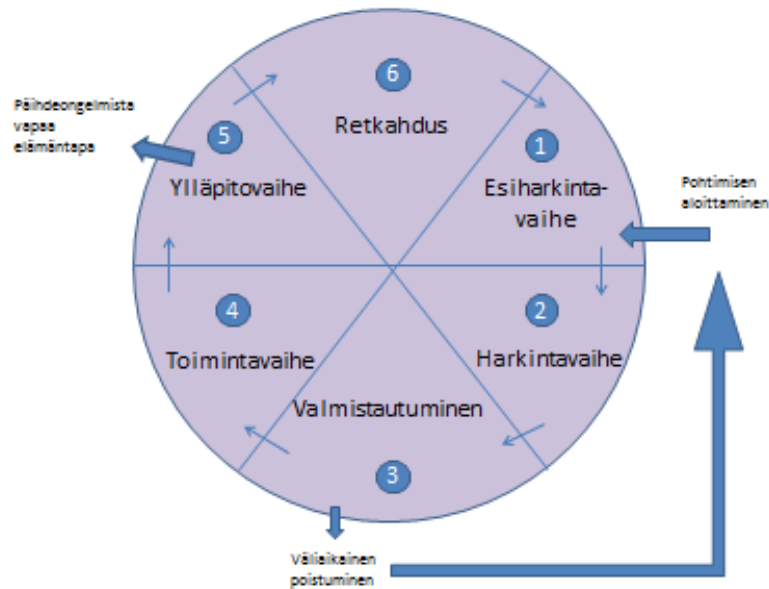 6
Retkahdus
Päihdeongelmista
vapaa
elämäntapa
5
Ylläpitovaihe
1
Esiharkinta-
vaihe
Pohtimisen
aloittaminen
4
Toimintavaihe
2
Harkintavaihe
Valmistautuminen
3
Väliaikainen
poistuminen